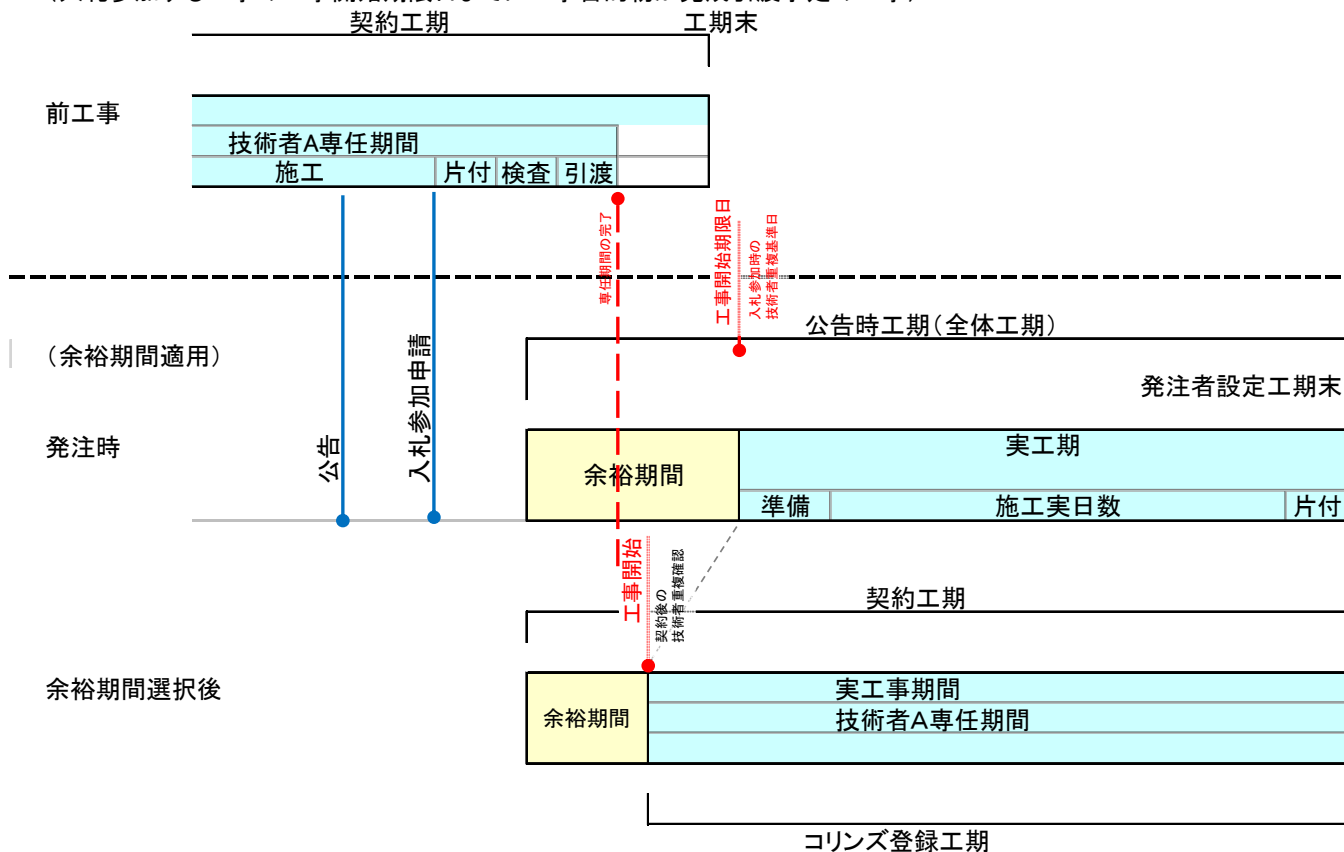 契約工期
工期末
前工事
技術者A専任期間
施工
片付
検査
引渡
専任期間の完了
工事開始期限日
入札参加時の
技術者重複基準日
公告時工期(全体工期)
(余裕期間適用)
発注者設定工期末
発注時
公告
入札参加申請
余裕期間
実工期
準備
施工実日数
片付
工事開始
契約後の
技術者重複確認
契約工期
余裕期間選択後
余裕期間
実工事期間
技術者A専任期間
コリンズ登録工期